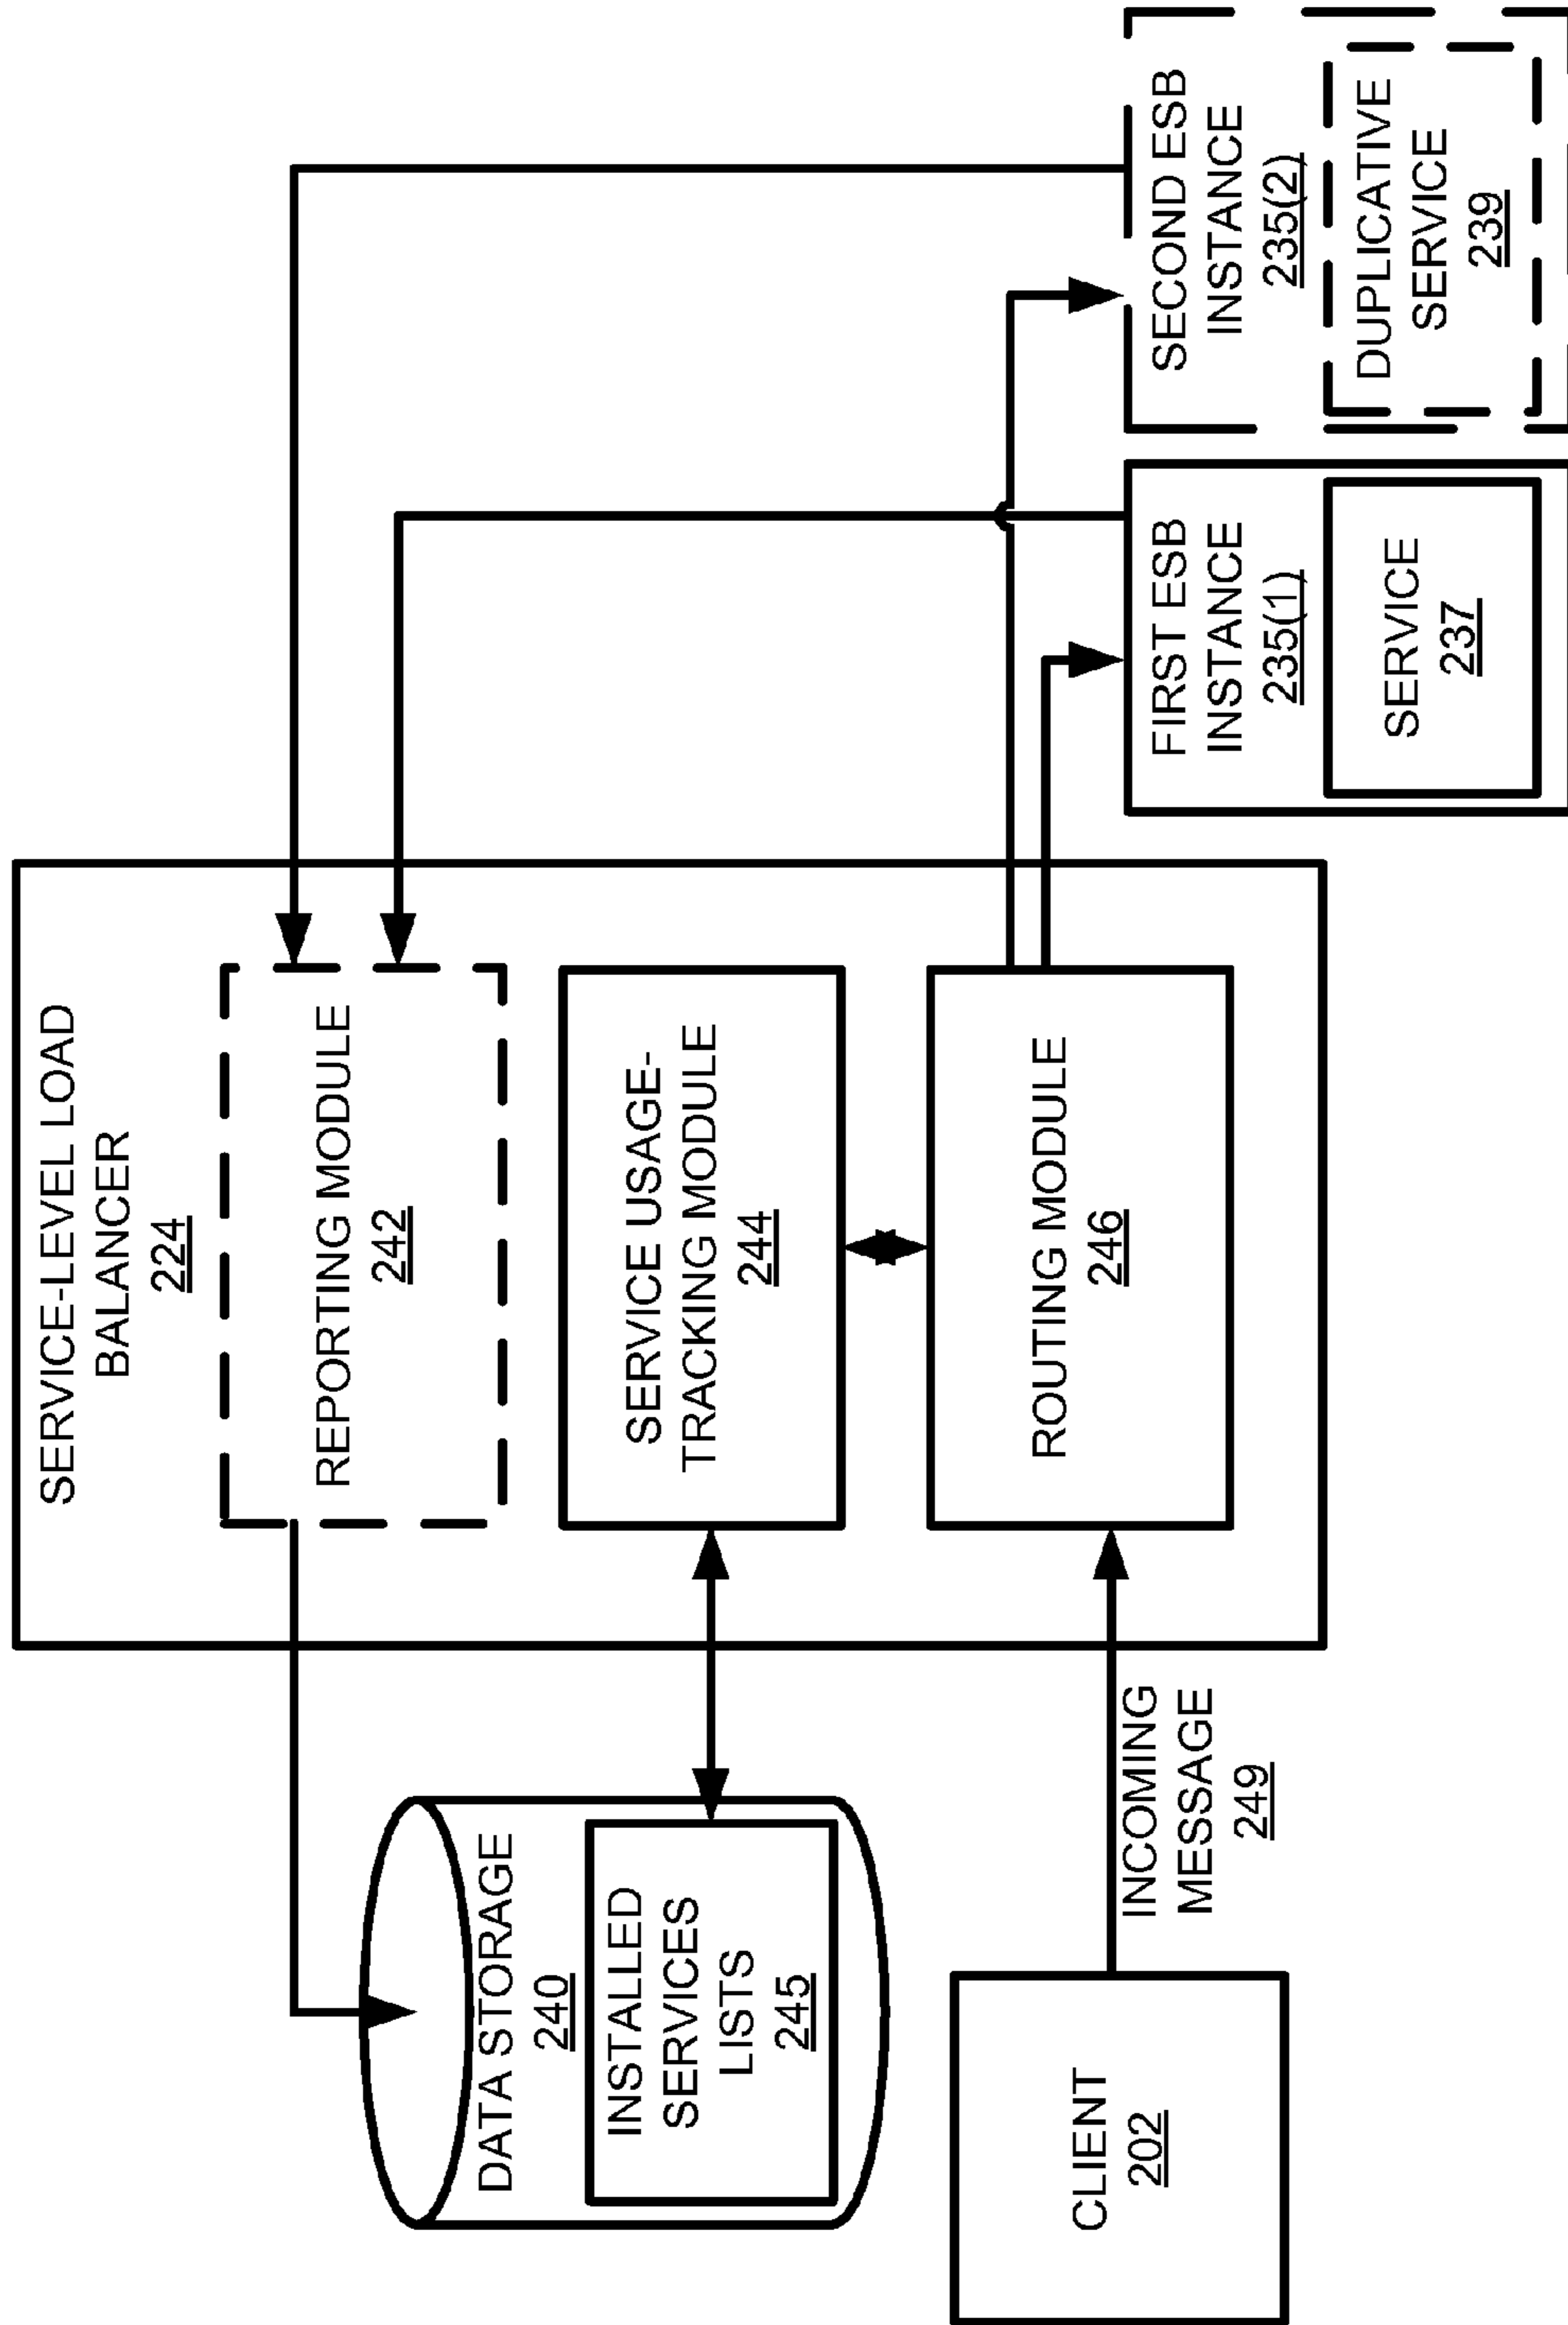 SERVICE-LEVEL LOAD
BALANCER
224
REPORTING MODULE
242
SERVICE USAGE-
TRACKING MODULE
244
ROUTING MODULE
246
DATA STORAGE
240
INSTALLED
SERVICES
LISTS
245
CLIENT
202
INCOMING
MESSAGE
249
FIRST ESB
INSTANCE
235(1)
SERVICE
237
SECOND ESB
INSTANCE
235(2)
DUPLICATIVE
SERVICE
239